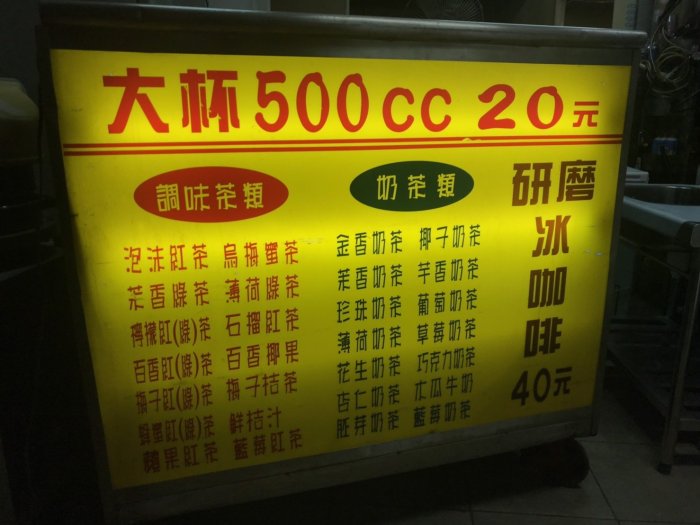 大杯500cc 20元
調味茶類
泡沫紅茶 烏梅蜜茶
茉香綠茶 薄荷綠茶
檸檬紅(綠)茶 石榴紅茶
百香紅(綠)茶 百香椰果
梅子紅(綠)茶 梅子桔茶
蜂蜜紅(綠)茶 鮮桔汁
蘋果紅茶 藍莓紅茶
奶茶類
金香奶茶 椰子奶茶
茉香奶茶 芋香奶茶
珍珠奶茶 葡萄奶茶
薄荷奶茶 草莓奶茶
花生奶茶 巧克力奶茶
杏仁奶茶 木瓜牛奶
胚芽奶茶 藍莓奶茶
研磨
冰
咖
啡
40元